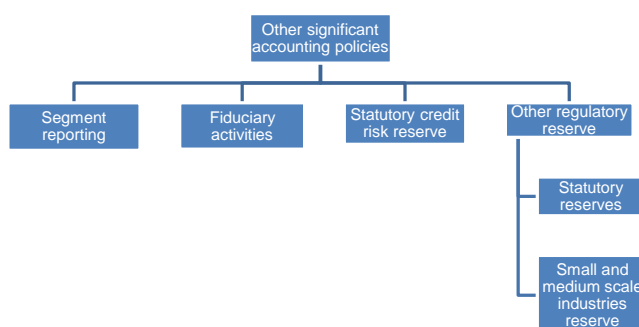 Other significant
accounting policies
Segment
reporting
Fiduciary
activities
Statutory credit
risk reserve
Other regulatory
reserve
Statutory
reserves
Small and
medium scale
industries
reserve